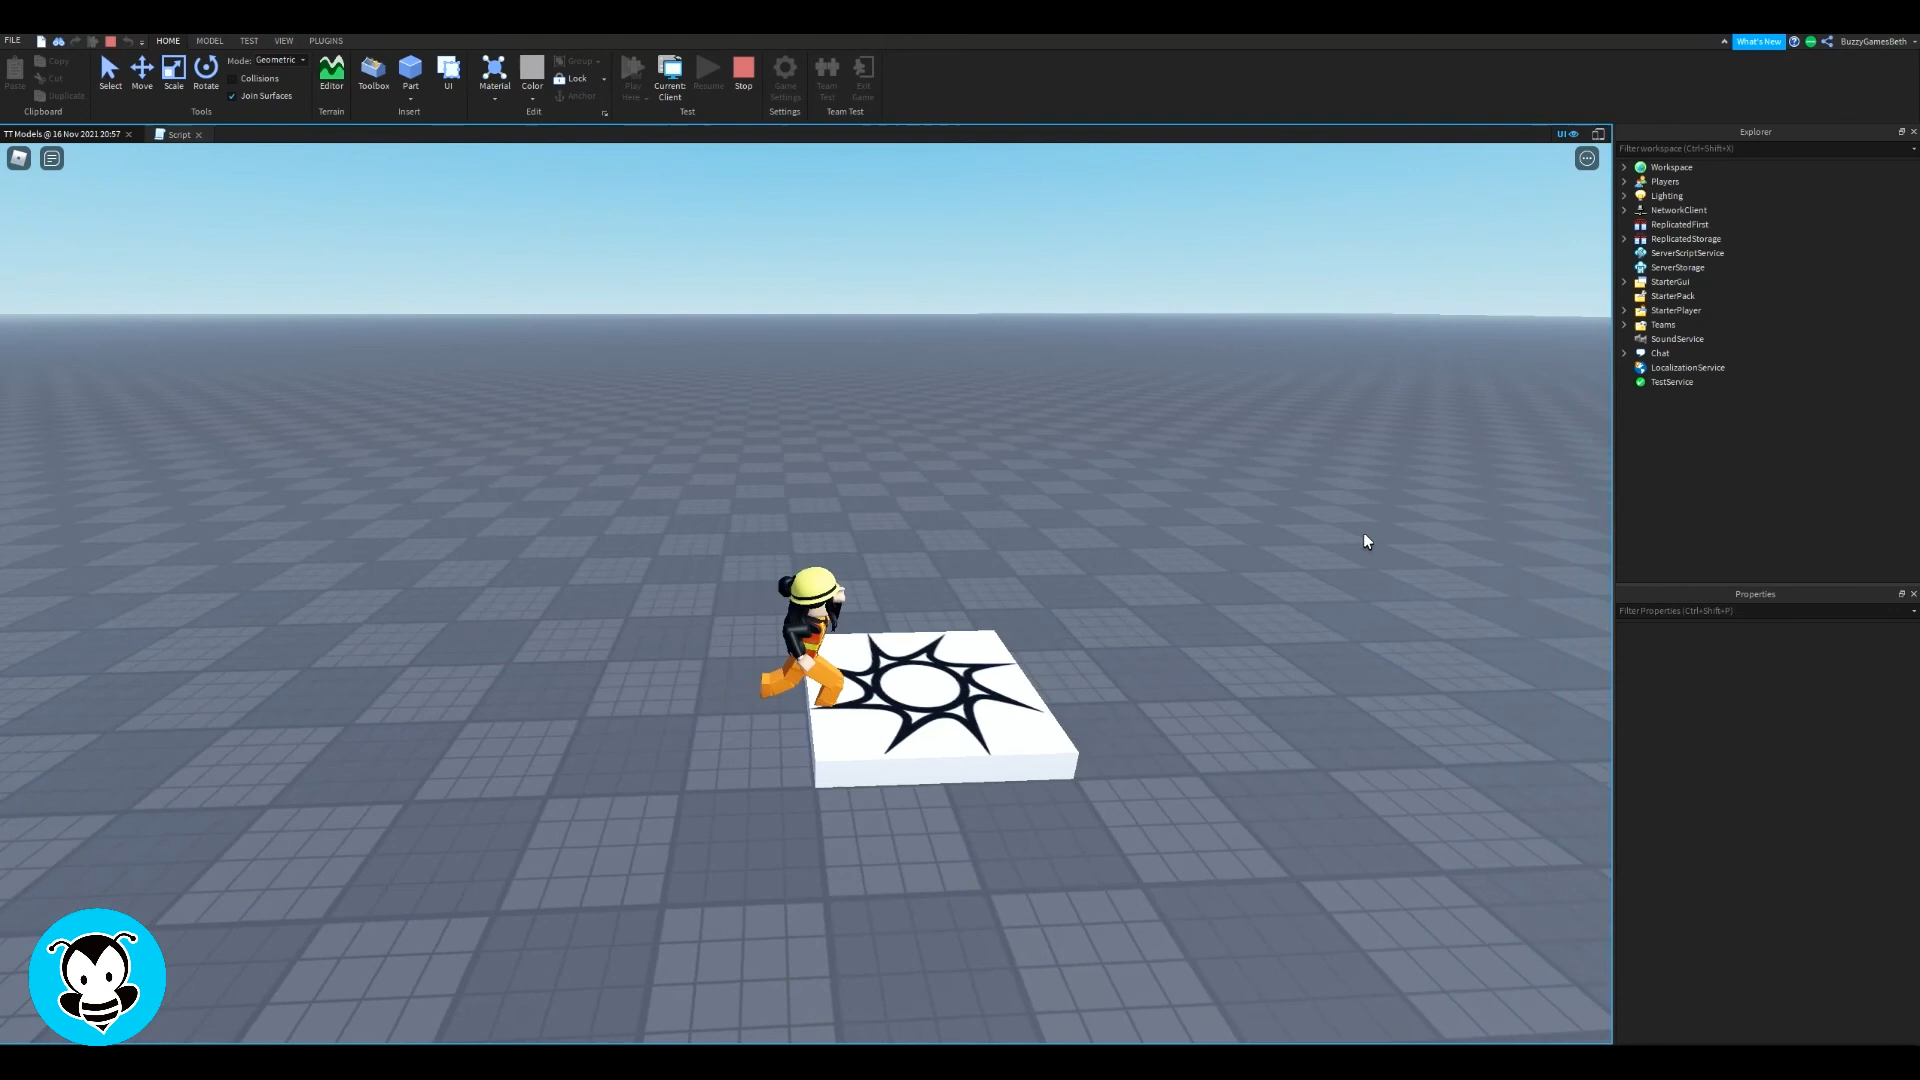 FILE HOME MODEL TEST VIEW PLUGINS What's New BuzzyGamesBeth
Paste Copy Cut Duplicate Clipboard
Select Move Scale Rotate Mode: Geometric Collisions Join Surfaces Tools
Editor Terrain
Toolbox Part UI Insert
Material Color Group Lock Anchor Edit
Play Here Current: Client Resume Stop Test
Game Settings Settings
Team Test Exit Game Team Test
TT Models @ 16 Nov 2021 20:57 Script UI
Explorer
Filter workspace (Ctrl+Shift+X)
Workspace
Players
Lighting
NetworkClient
ReplicatedFirst
ReplicatedStorage
ServerScriptService
ServerStorage
StarterGui
StarterPack
StarterPlayer
Teams
SoundService
Chat
LocalizationService
TestService
Properties
Filter Properties (Ctrl+Shift+P)